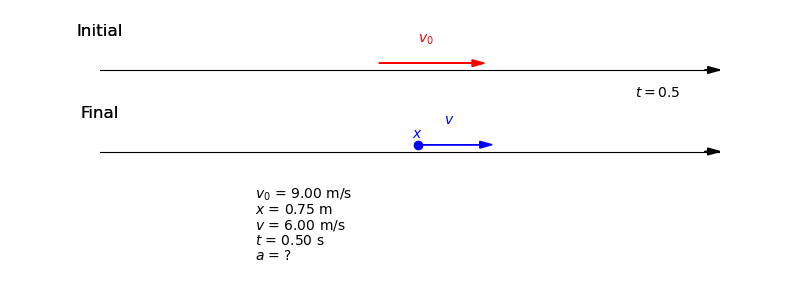 Initial
v₀
t = 0.5
Final
v
x
v₀ = 9.00 m/s
x = 0.75 m
v = 6.00 m/s
t = 0.50 s
a = ?